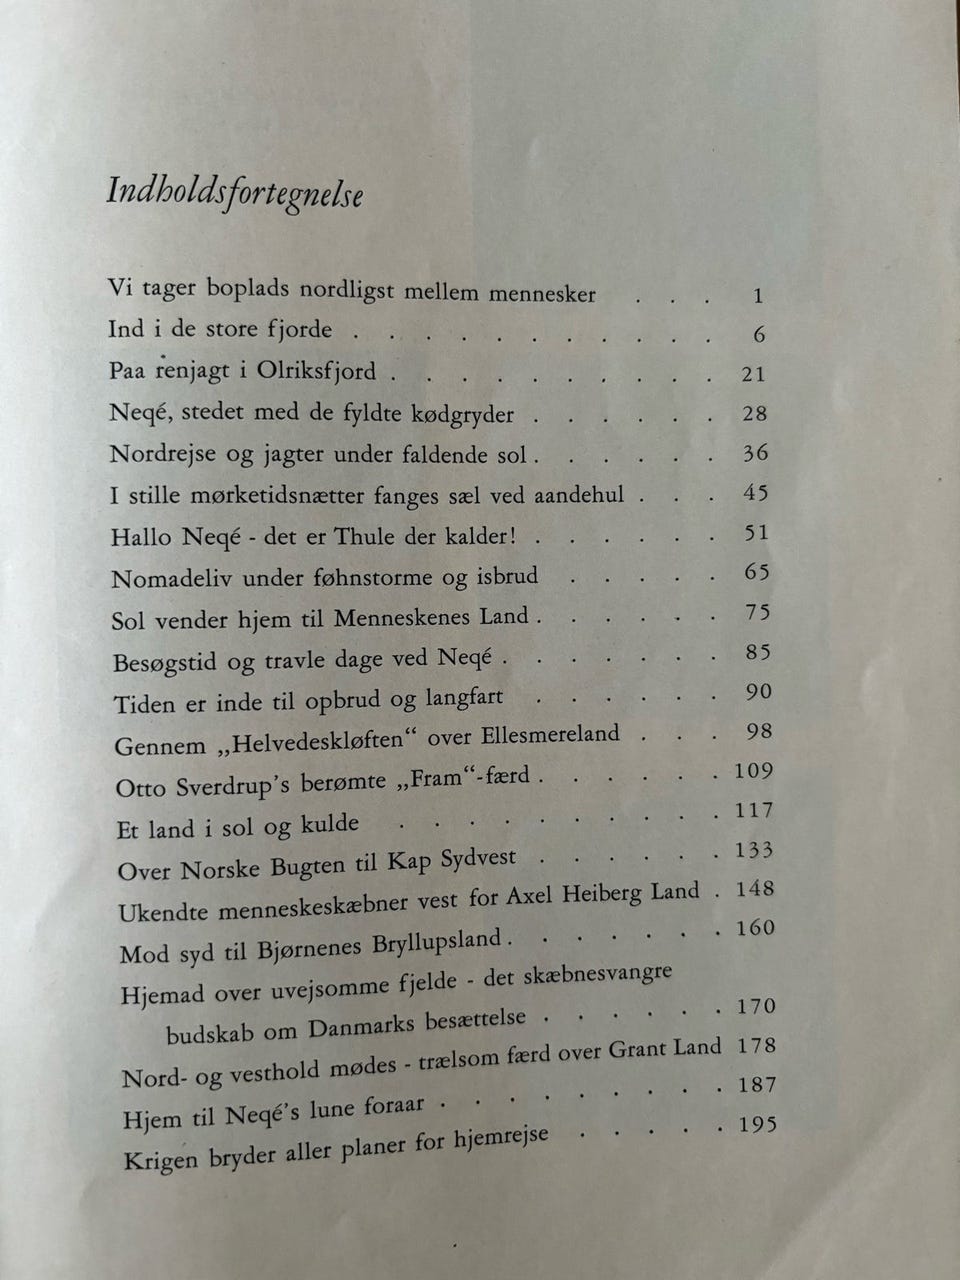 Indholdsfortegnelse
Vi tager boplads nordligst mellem mennesker . . . 1
Ind i de store fjorde . . . . . . . . . . . 6
Paa renjagt i Olriksfjord . . . . . . . . . . 21
Neqé, stedet med de fyldte kødgryder . . . . . . 28
Nordrejse og jagter under faldende sol . . . . . . 36
I stille mørketidsnætter fanges sæl ved aandehul . . . 45
Hallo Neqé - det er Thule der kalder! . . . . . . 51
Nomadeliv under føhnstorme og isbrud . . . . . 65
Sol vender hjem til Menneskenes Land . . . . . . 75
Besøgstid og travle dage ved Neqé . . . . . . . 85
Tiden er inde til opbrud og langfart . . . . . . 90
Gennem „Helvedeskløften“ over Ellesmereland . . . 98
Otto Sverdrup's berømte „Fram“-færd . . . . . . 109
Et land i sol og kulde . . . . . . . . . . 117
Over Norske Bugten til Kap Sydvest . . . . . . 133
Ukendte menneskeskæbner vest for Axel Heiberg Land . 148
Mod syd til Bjørnenes Bryllupsland . . . . . . . 160
Hjemad over uvejsomme fjelde - det skæbnesvangre
budskab om Danmarks besættelse . . . . . . 170
Nord- og vesthold mødes - trælsom færd over Grant Land 178
Hjem til Neqé's lune foraar . . . . . . . . . 187
Krigen bryder aller planer for hjemrejse . . . . . 195